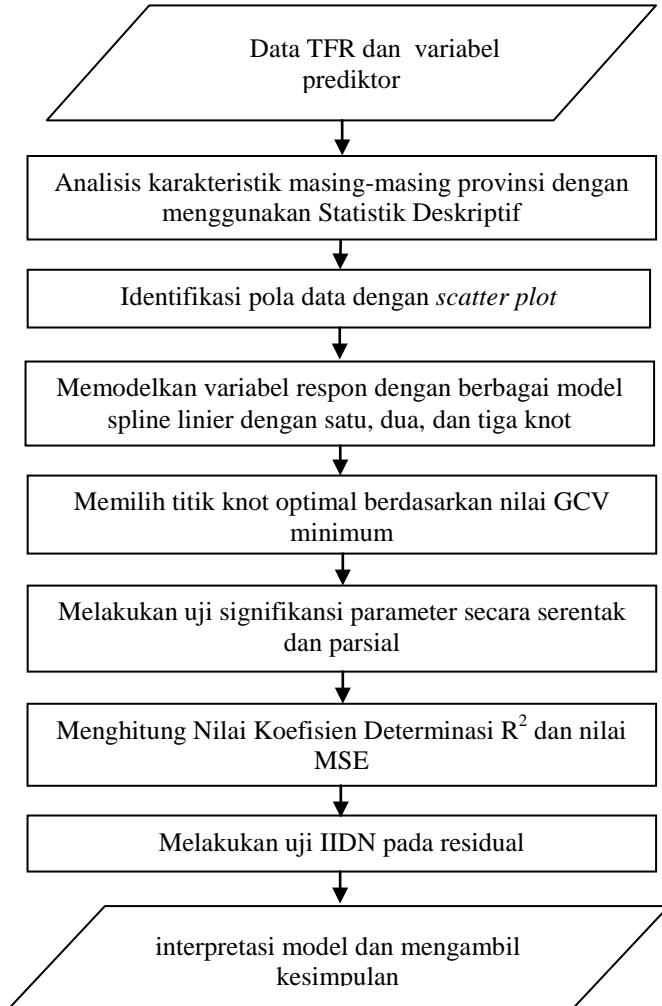 Data TFR dan variabel
prediktor
Analisis karakteristik masing-masing provinsi dengan
menggunakan Statistik Deskriptif
Identifikasi pola data dengan scatter plot
Memodelkan variabel respon dengan berbagai model
spline linier dengan satu, dua, dan tiga knot
Memilih titik knot optimal berdasarkan nilai GCV
minimum
Melakukan uji signifikansi parameter secara serentak
dan parsial
Menghitung Nilai Koefisien Determinasi R² dan nilai
MSE
Melakukan uji IIDN pada residual
interpretasi model dan mengambil
kesimpulan